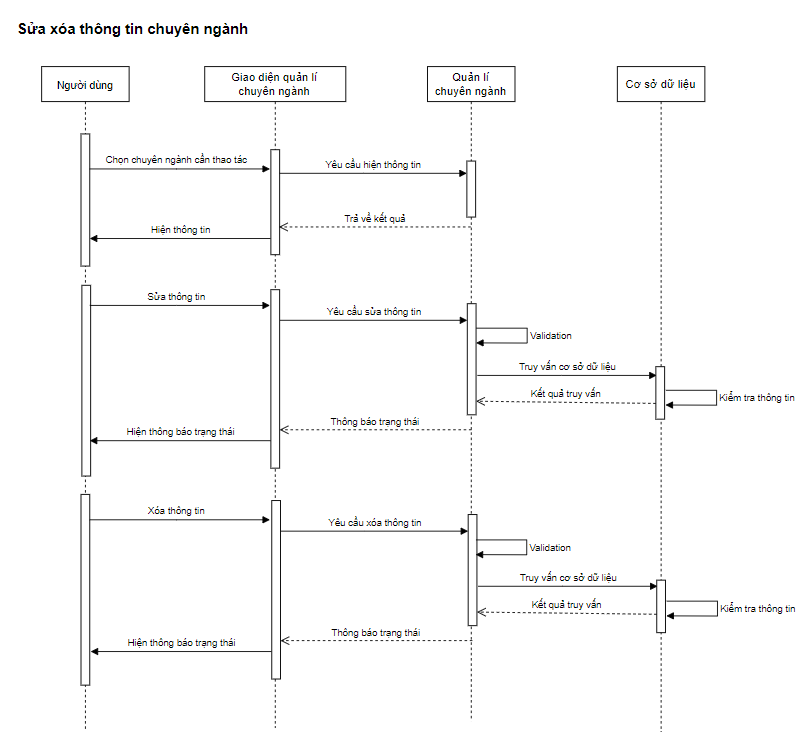 Sửa xóa thông tin chuyên ngành
Người dùng
Giao diện quản lí
chuyên ngành
Quản lí
chuyên ngành
Cơ sở dữ liệu
Chọn chuyên ngành cần thao tác
Yêu cầu hiện thông tin
Trả về kết quả
Hiện thông tin
Sửa thông tin
Yêu cầu sửa thông tin
Validation
Truy vấn cơ sở dữ liệu
Kết quả truy vấn
Kiểm tra thông tin
Thông báo trạng thái
Hiện thông báo trạng thái
Xóa thông tin
Yêu cầu xóa thông tin
Validation
Truy vấn cơ sở dữ liệu
Kết quả truy vấn
Kiểm tra thông tin
Thông báo trạng thái
Hiện thông báo trạng thái